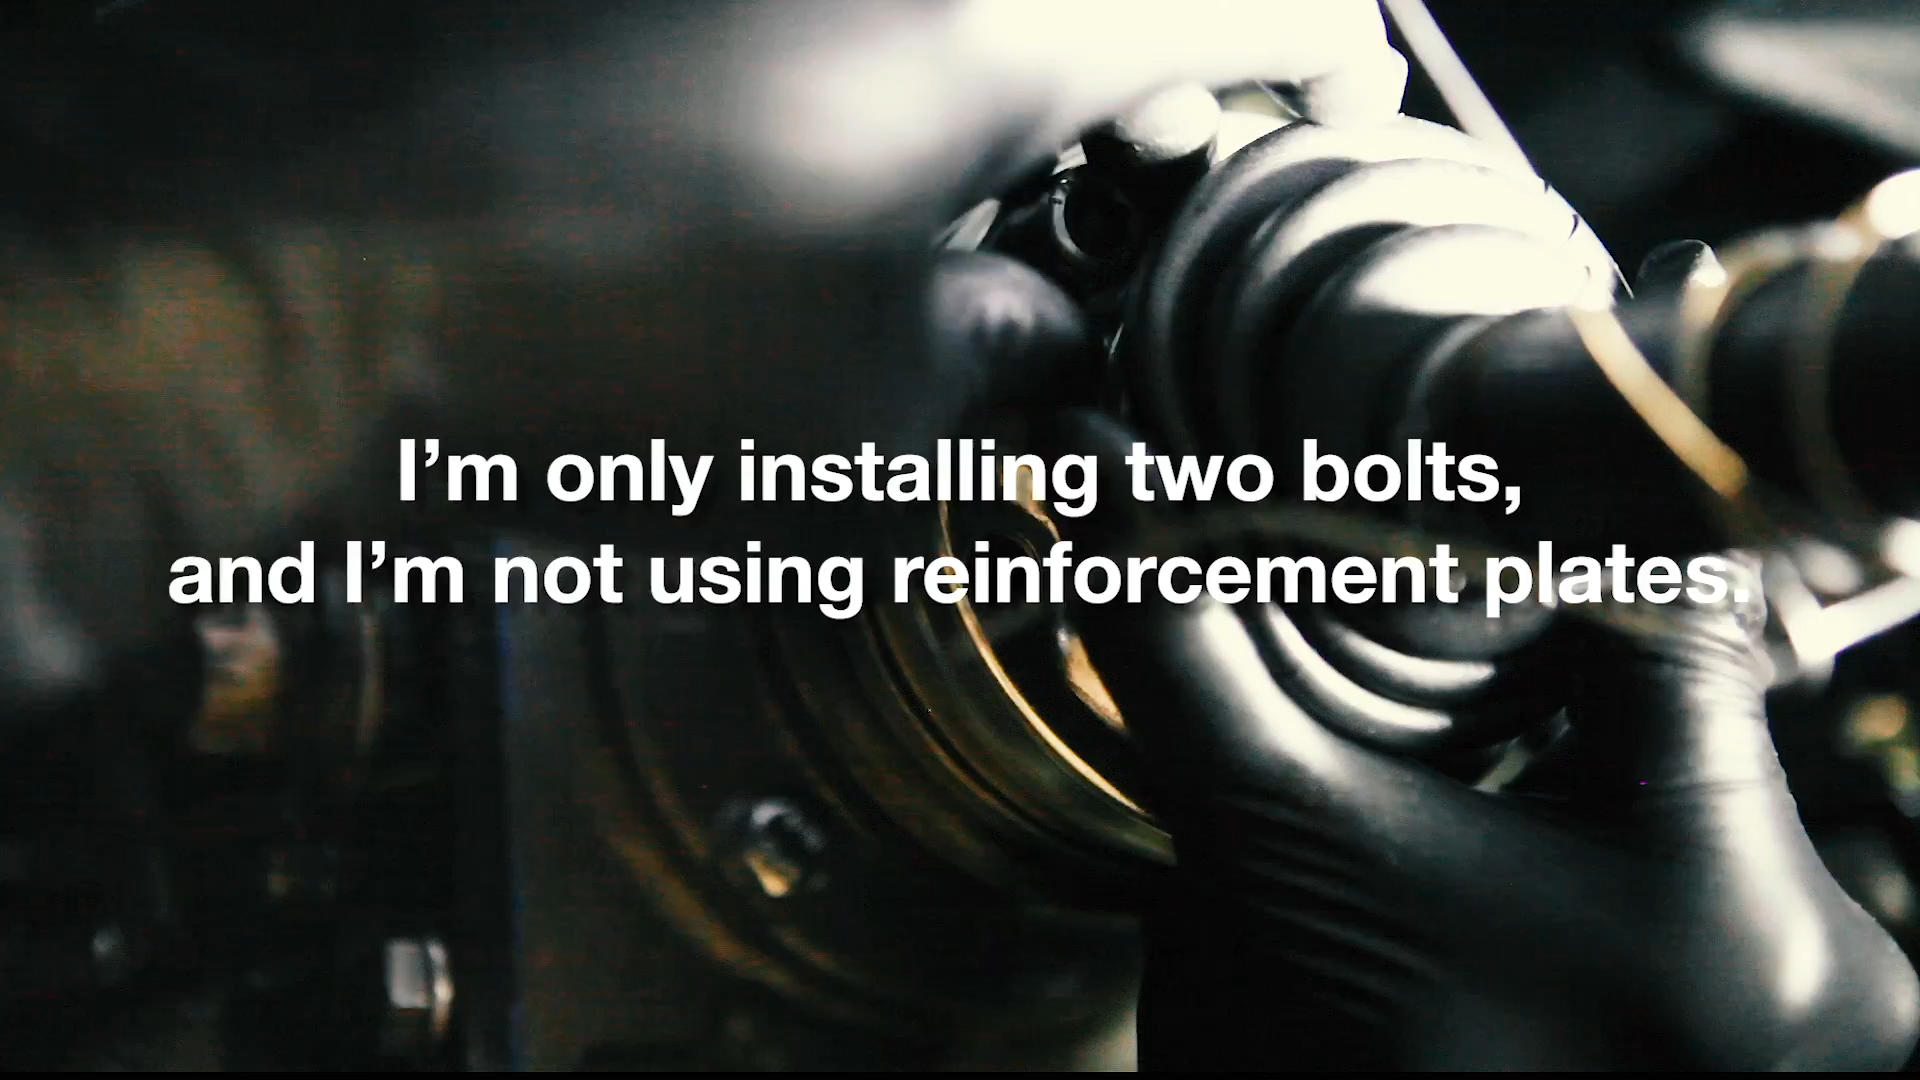 I’m only installing two bolts,
and I’m not using reinforcement plates.